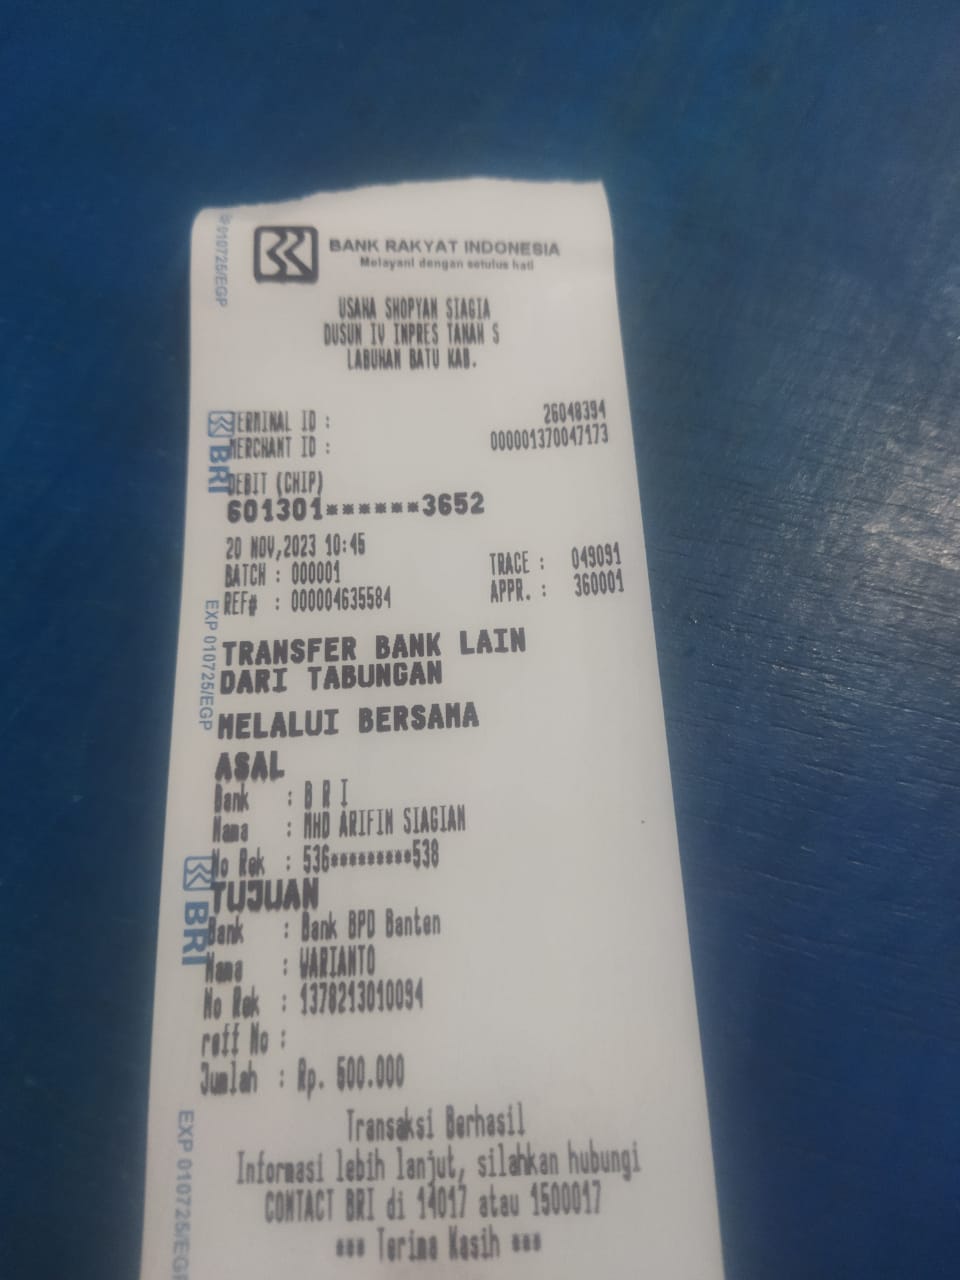 BANK RAKYAT INDONESIA
Melayani dengan setulus hati
USAHA SHOPYAN SIAGIA
DUSUN IV INPRES TANAH S
LABUHAN BATU KAB.
TERMINAL ID : 26048394
MERCHANT ID : 000001370047173
DEBIT (CHIP)
601301******3652
20 NOV,2023 10:45
BATCH : 000001 TRACE : 049091
REF# : 000004635584 APPR. : 360001
TRANSFER BANK LAIN
DARI TABUNGAN
MELALUI BERSAMA
ASAL
Bank : B R I
Nama : MHD ARIFIN SIAGIAN
No Rek : 536*********538
TUJUAN
Bank : Bank BPD Banten
Nama : WARIANTO
No Rek : 1378213010094
reff No :
Jumlah : Rp. 500.000
Transaksi Berhasil
Informasi lebih lanjut, silahkan hubungi
CONTACT BRI di 14017 atau 1500017
*** Terima Kasih ***
010725/EGP
BRI
EXP 010725/EGP
BRI
EXP 010725/EGP